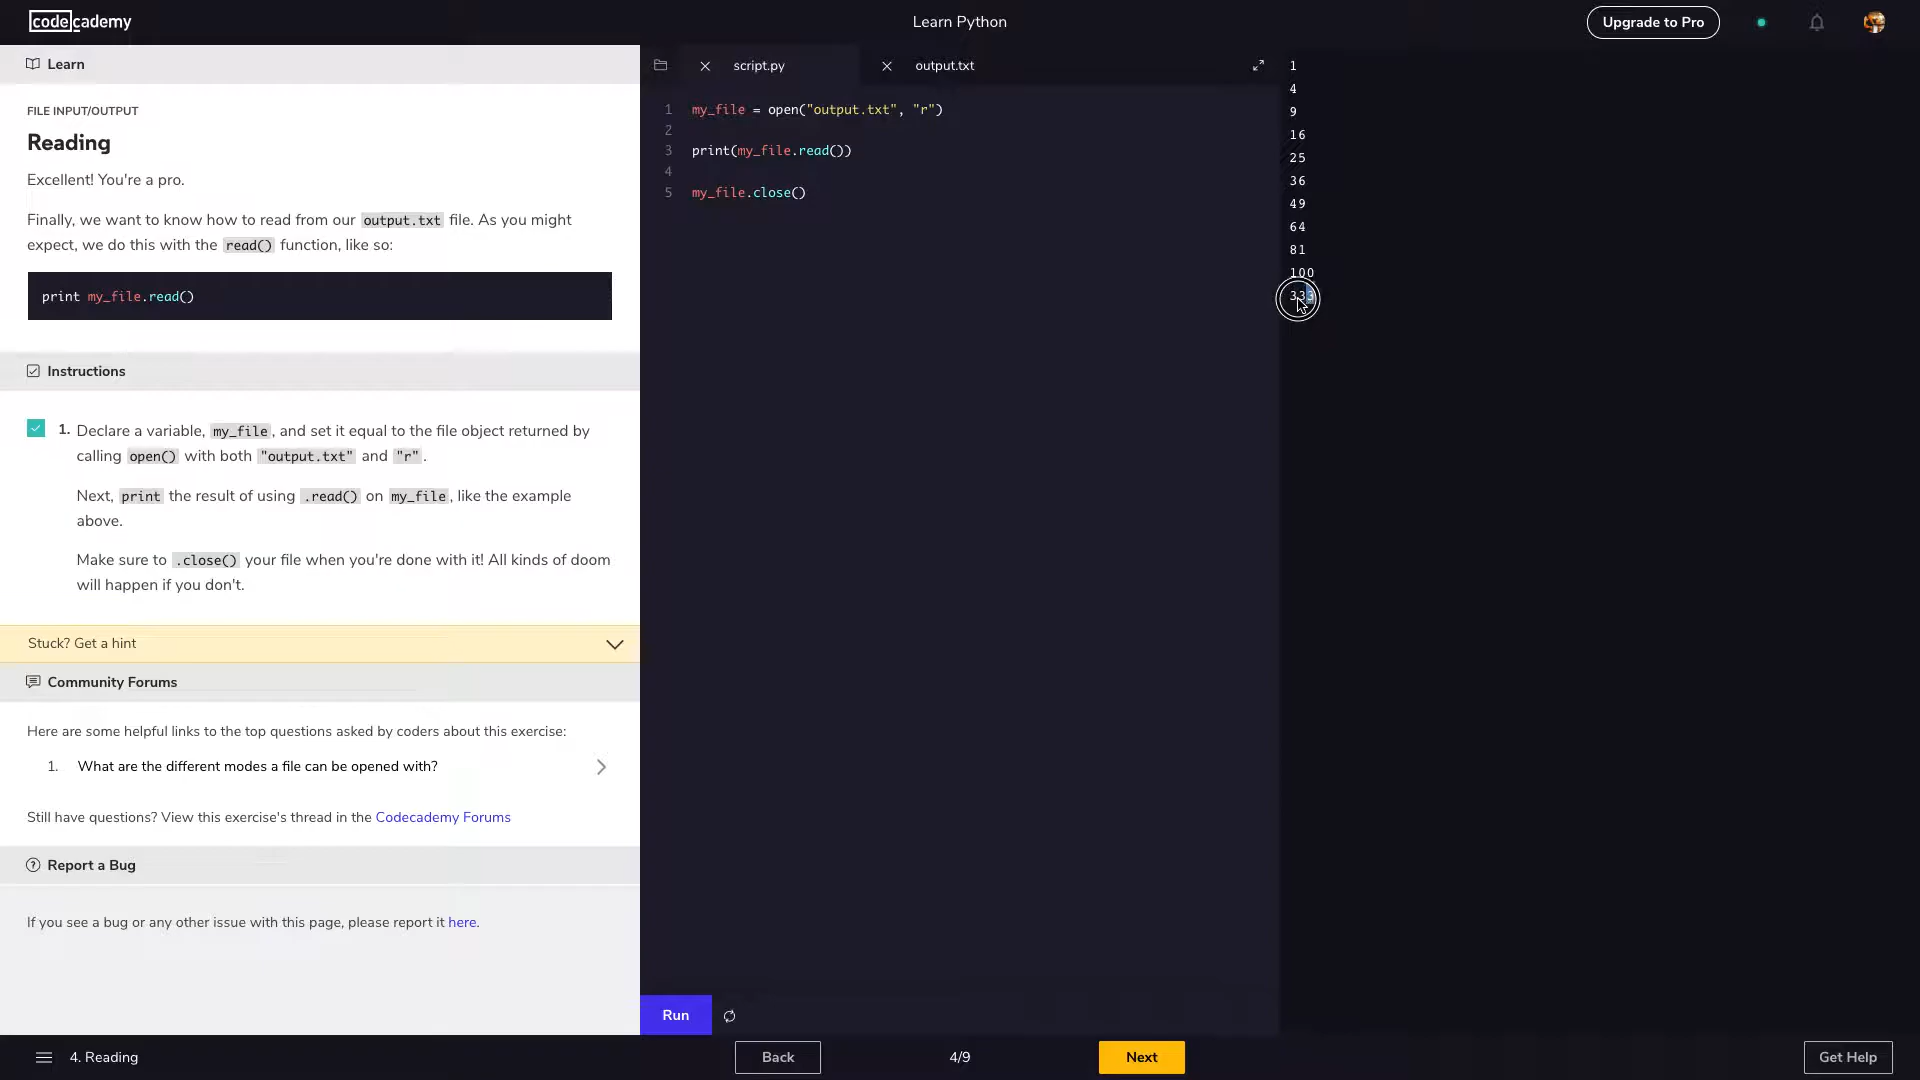 codecademy
Learn Python
Upgrade to Pro
Learn
FILE INPUT/OUTPUT
Reading
Excellent! You're a pro.
Finally, we want to know how to read from our output.txt file. As you might
expect, we do this with the read() function, like so:
print my_file.read()
Instructions
1. Declare a variable, my_file, and set it equal to the file object returned by
calling open() with both "output.txt" and "r".
Next, print the result of using .read() on my_file, like the example
above.
Make sure to .close() your file when you're done with it! All kinds of doom
will happen if you don't.
Stuck? Get a hint
Community Forums
Here are some helpful links to the top questions asked by coders about this exercise:
1. What are the different modes a file can be opened with?
Still have questions? View this exercise's thread in the Codecademy Forums
Report a Bug
If you see a bug or any other issue with this page, please report it here.
script.py
output.txt
1 my_file = open("output.txt", "r")
2
3 print(my_file.read())
4
5 my_file.close()
Run
1
4
9
16
25
36
49
64
81
100
333
4. Reading
Back
4/9
Next
Get Help